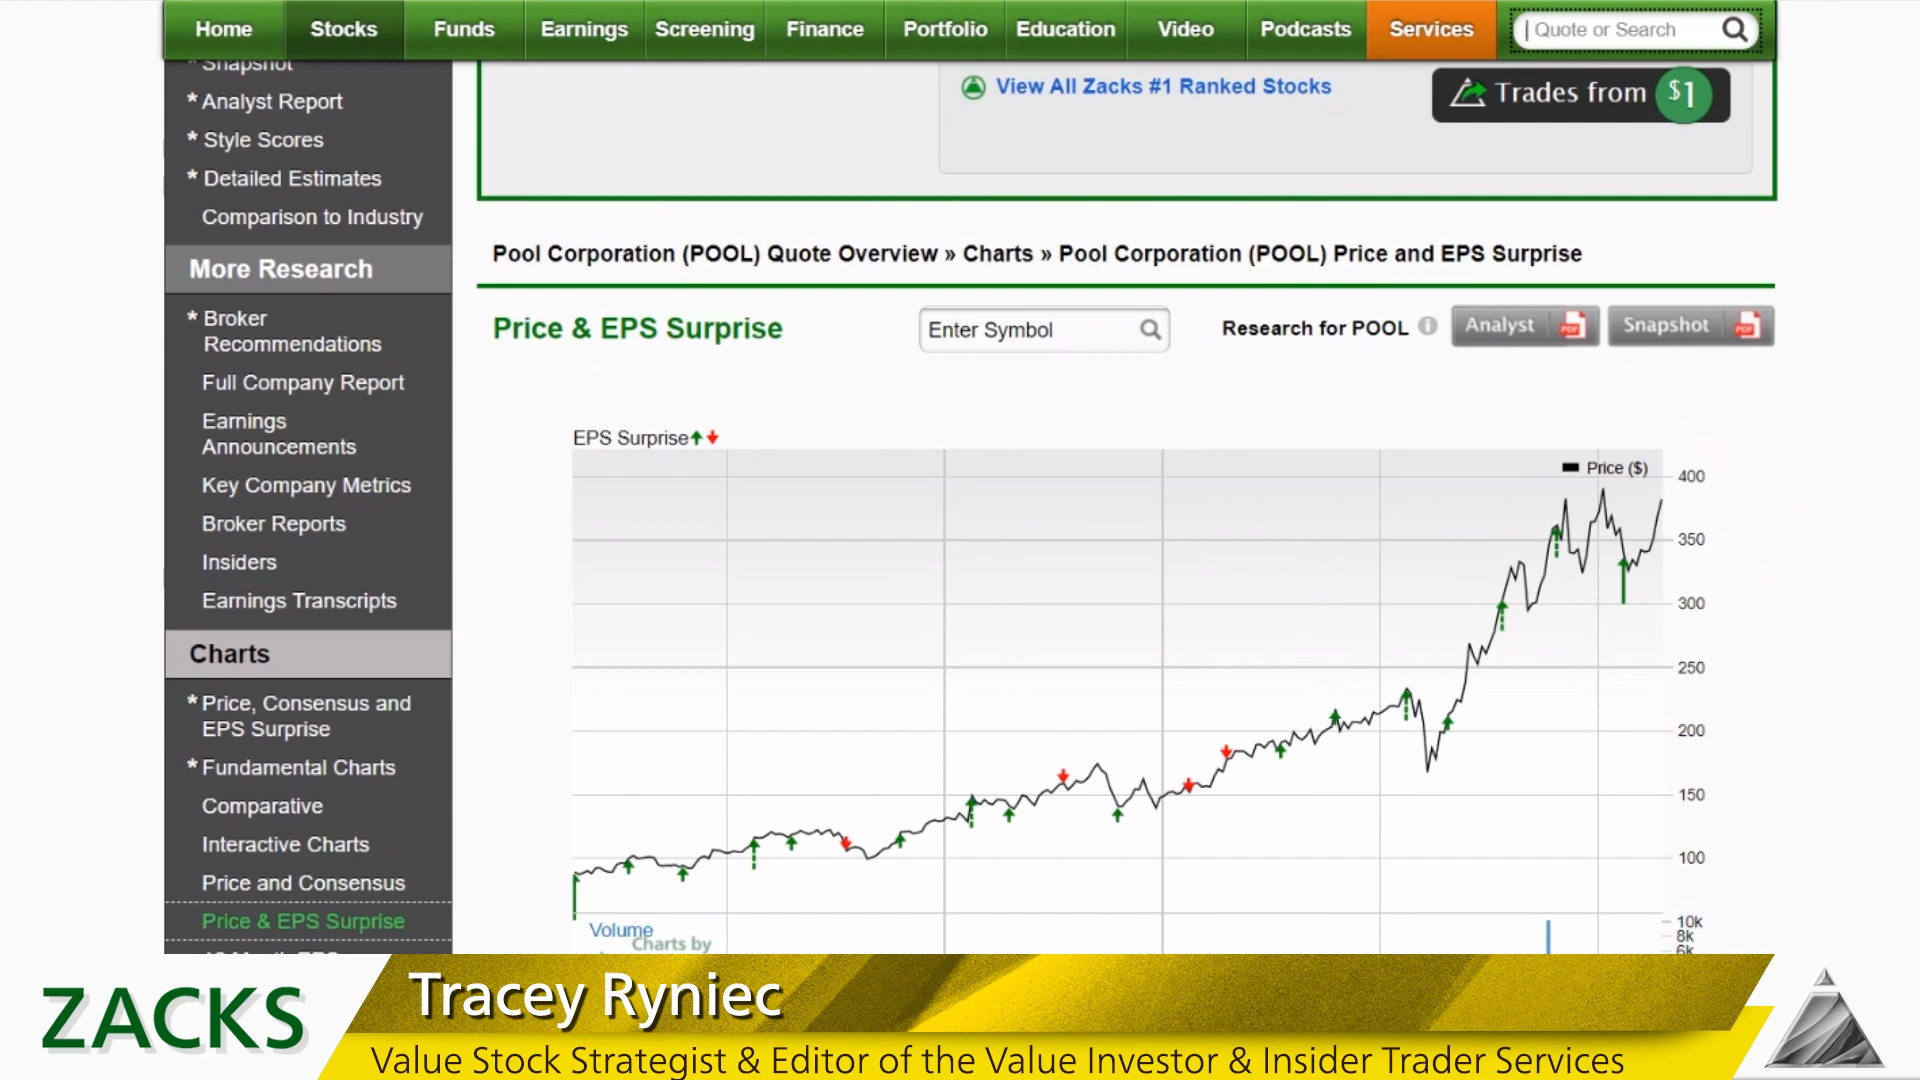 Home Stocks Funds Earnings Screening Finance Portfolio Education Video Podcasts Services Quote or Search
Snapshot
* Analyst Report
* Style Scores
* Detailed Estimates
Comparison to Industry
More Research
* Broker
Recommendations
Full Company Report
Earnings
Announcements
Key Company Metrics
Broker Reports
Insiders
Earnings Transcripts
Charts
* Price, Consensus and
EPS Surprise
* Fundamental Charts
Comparative
Interactive Charts
Price and Consensus
Price & EPS Surprise
View All Zacks #1 Ranked Stocks
Trades from $1
Pool Corporation (POOL) Quote Overview » Charts » Pool Corporation (POOL) Price and EPS Surprise
Price & EPS Surprise Enter Symbol Research for POOL Analyst PDF Snapshot PDF
EPS Surprise
Price ($)
400
350
300
250
200
150
100
Volume
Charts by
10k
8k
6k
ZACKS
Tracey Ryniec
Value Stock Strategist & Editor of the Value Investor & Insider Trader Services